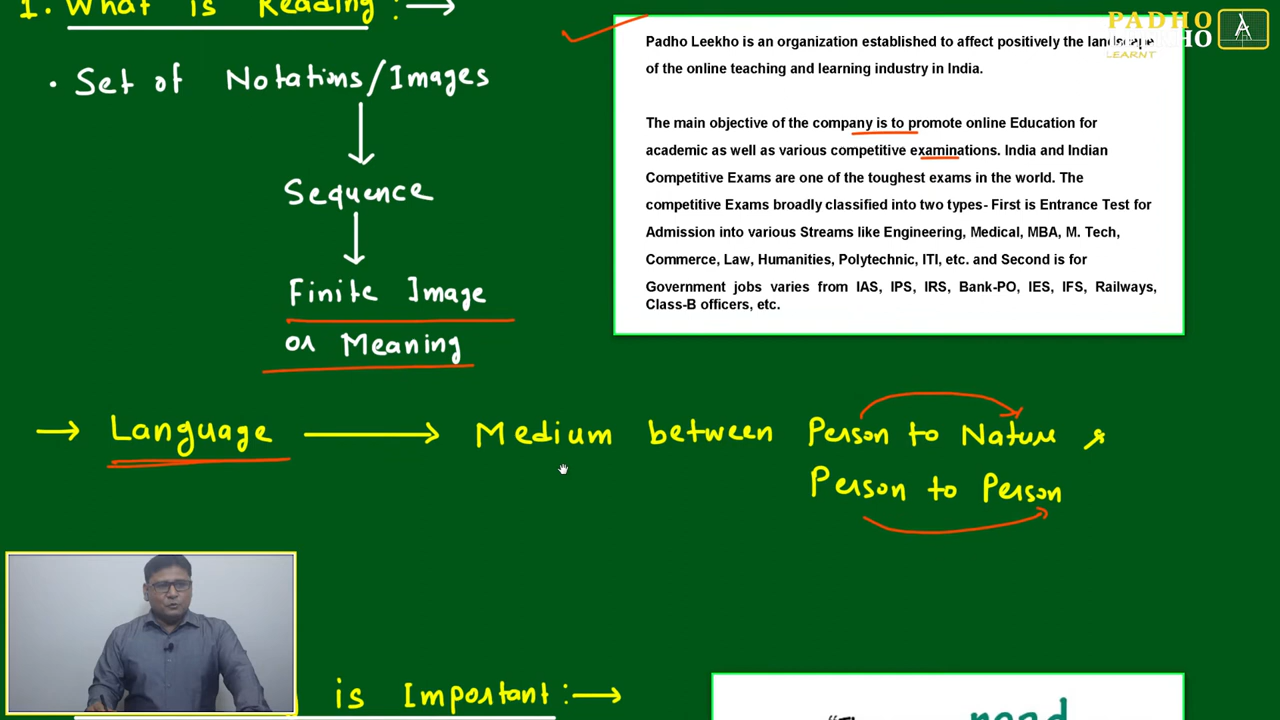 1. What is Reading :→
· Set of Notations/Images
Sequence
Finite Image
or Meaning
PADHO
HO
LEARNT
Padho Leekho is an organization established to affect positively the landscape
of the online teaching and learning industry in India.
The main objective of the company is to promote online Education for
academic as well as various competitive examinations. India and Indian
Competitive Exams are one of the toughest exams in the world. The
competitive Exams broadly classified into two types- First is Entrance Test for
Admission into various Streams like Engineering, Medical, MBA, M. Tech,
Commerce, Law, Humanities, Polytechnic, ITI, etc. and Second is for
Government jobs varies from IAS, IPS, IRS, Bank-PO, IES, IFS, Railways,
Class-B officers, etc.
→ Language → Medium between Person to Nature &
Person to Person
is Important :→
read